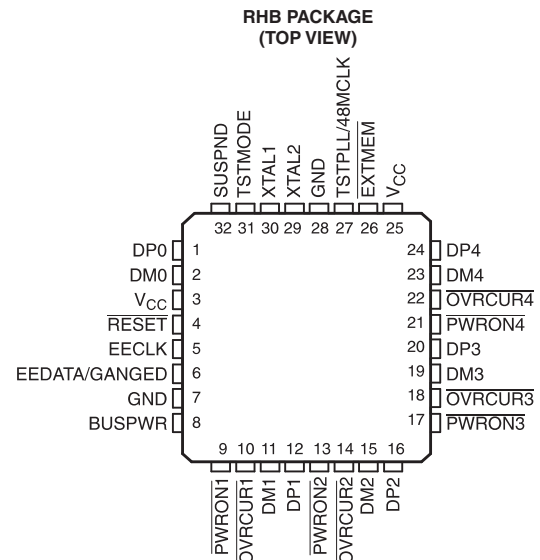 RHB PACKAGE
(TOP VIEW)
SUSPND
TSTMODE
XTAL1
XTAL2
GND
TSTPLL/48MCLK
EXTMEM
VCC
32 31 30 29 28 27 26 25
DP0 1
DM0 2
VCC 3
RESET 4
EECLK 5
EEDATA/GANGED 6
GND 7
BUSPWR 8
24 DP4
23 DM4
22 OVRCUR4
21 PWRON4
20 DP3
19 DM3
18 OVRCUR3
17 PWRON3
9 10 11 12 13 14 15 16
PWRON1
OVRCUR1
DM1
DP1
PWRON2
OVRCUR2
DM2
DP2